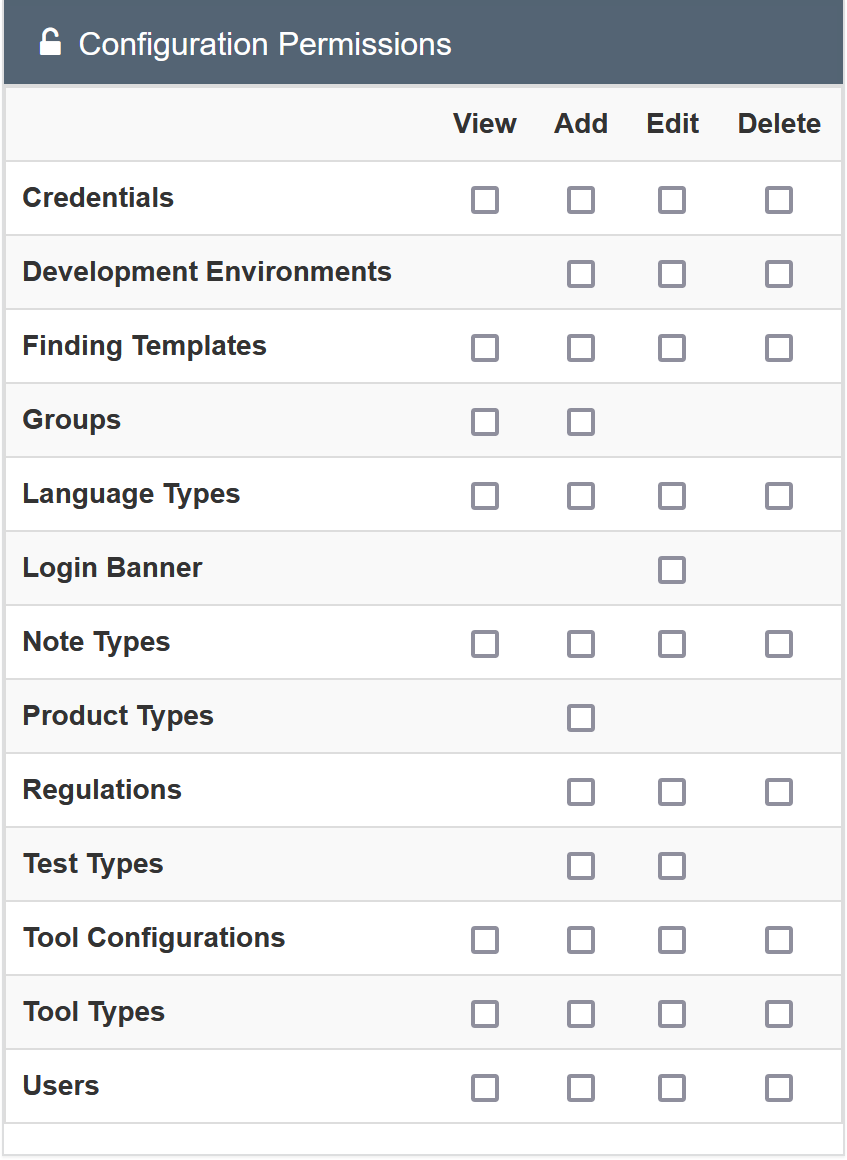 Configuration Permissions
View Add Edit Delete
Credentials
Development Environments
Finding Templates
Groups
Language Types
Login Banner
Note Types
Product Types
Regulations
Test Types
Tool Configurations
Tool Types
Users